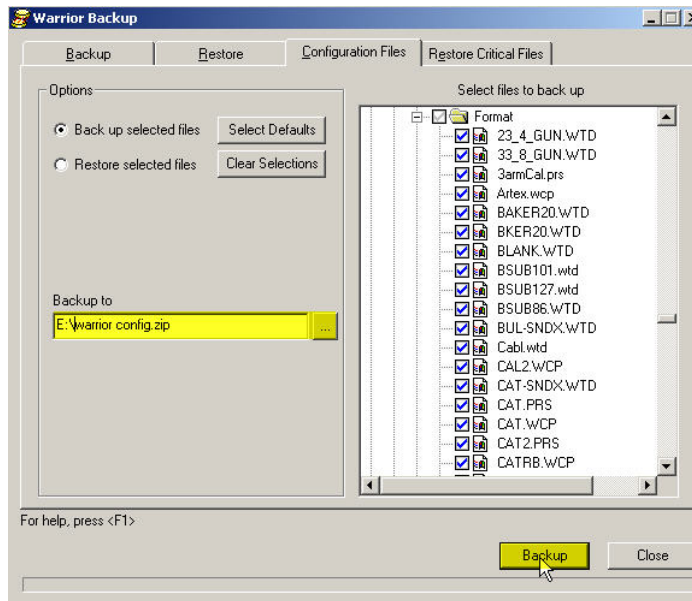 Warrior Backup
Backup Restore Configuration Files Restore Critical Files
Options
Back up selected files Select Defaults
Restore selected files Clear Selections
Backup to
E:\warrior config.zip ...
Select files to back up
Format
23_4_GUN.WTD
33_8_GUN.WTD
3armCal.prs
Artex.wcp
BAKER20.WTD
BKER20.WTD
BLANK.WTD
BSUB101.wtd
BSUB127.wtd
BSUB86.WTD
BUL-SNDX.WTD
Cabl.wtd
CAL2.WCP
CAT-SNDX.WTD
CAT.PRS
CAT.WCP
CAT2.PRS
CATRB.WCP
For help, press <F1>
Backup Close